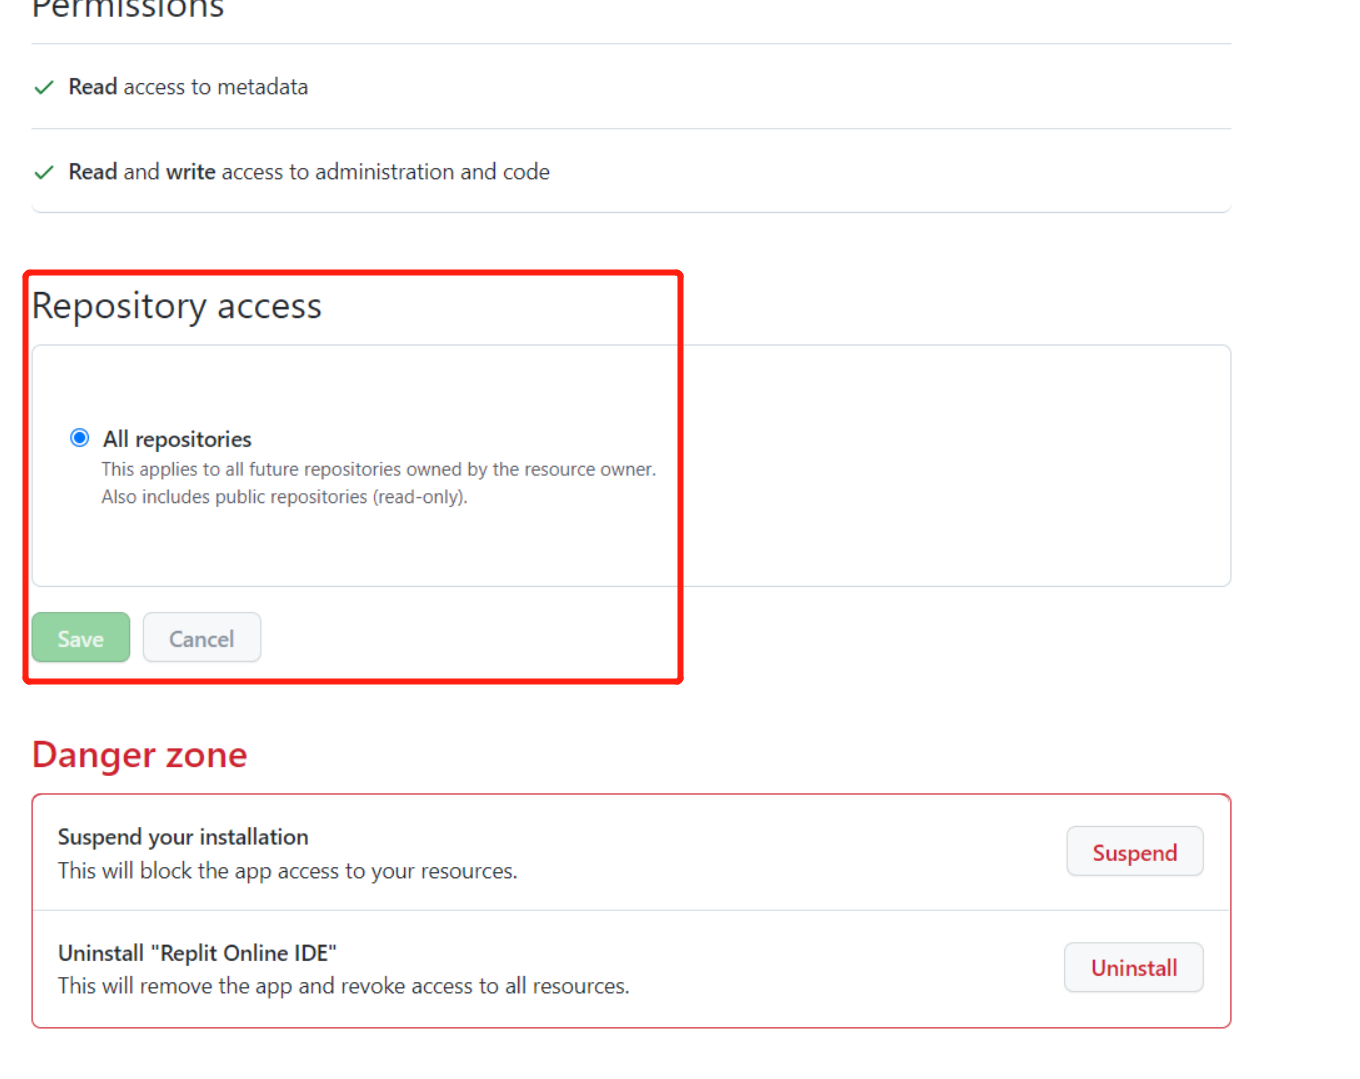 Permissions
Read access to metadata
Read and write access to administration and code
Repository access
All repositories
This applies to all future repositories owned by the resource owner.
Also includes public repositories (read-only).
Save
Cancel
Danger zone
Suspend your installation
This will block the app access to your resources.
Suspend
Uninstall "Replit Online IDE"
This will remove the app and revoke access to all resources.
Uninstall